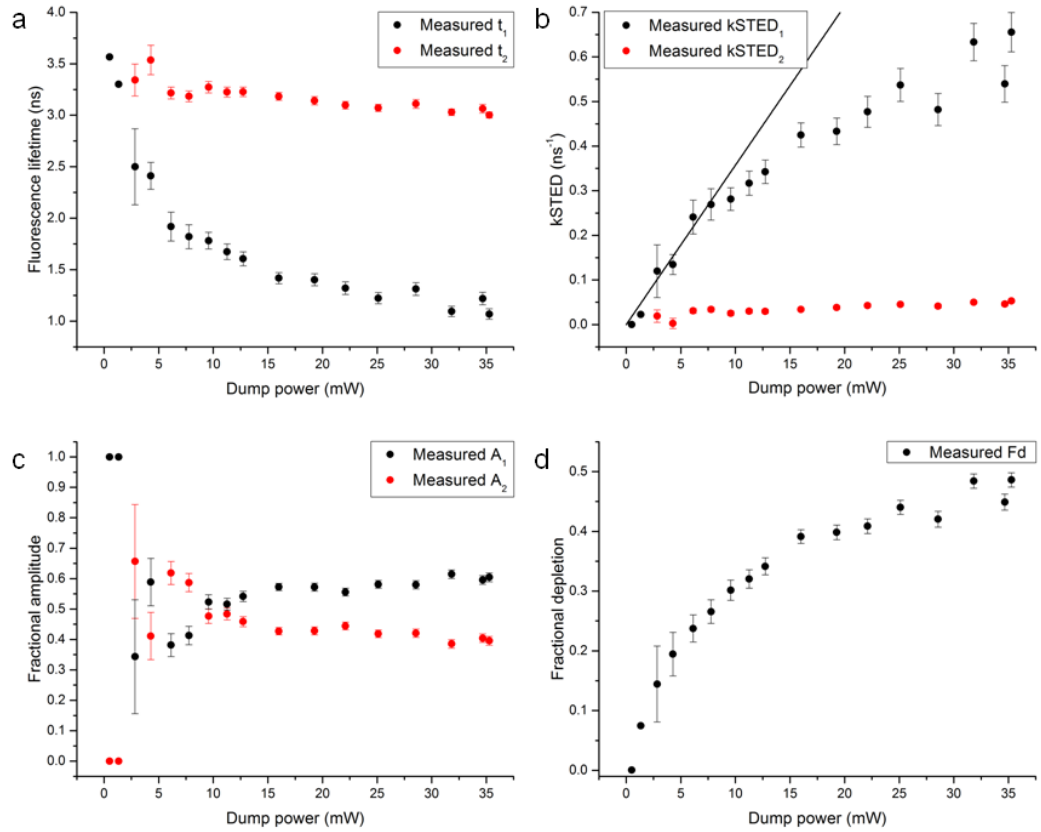 a
Measured t1
Measured t2
4.0
3.5
3.0
2.5
2.0
1.5
1.0
Fluorescence lifetime (ns)
0 5 10 15 20 25 30 35
Dump power (mW)
b
Measured kSTED1
Measured kSTED2
0.7
0.6
0.5
0.4
0.3
0.2
0.1
0.0
kSTED (ns-1)
0 5 10 15 20 25 30 35
Dump power (mW)
c
Measured A1
Measured A2
1.0
0.9
0.8
0.7
0.6
0.5
0.4
0.3
0.2
0.1
0.0
Fractional amplitude
0 5 10 15 20 25 30 35
Dump power (mW)
d
Measured Fd
0.5
0.4
0.3
0.2
0.1
0.0
Fractional depletion
0 5 10 15 20 25 30 35
Dump power (mW)